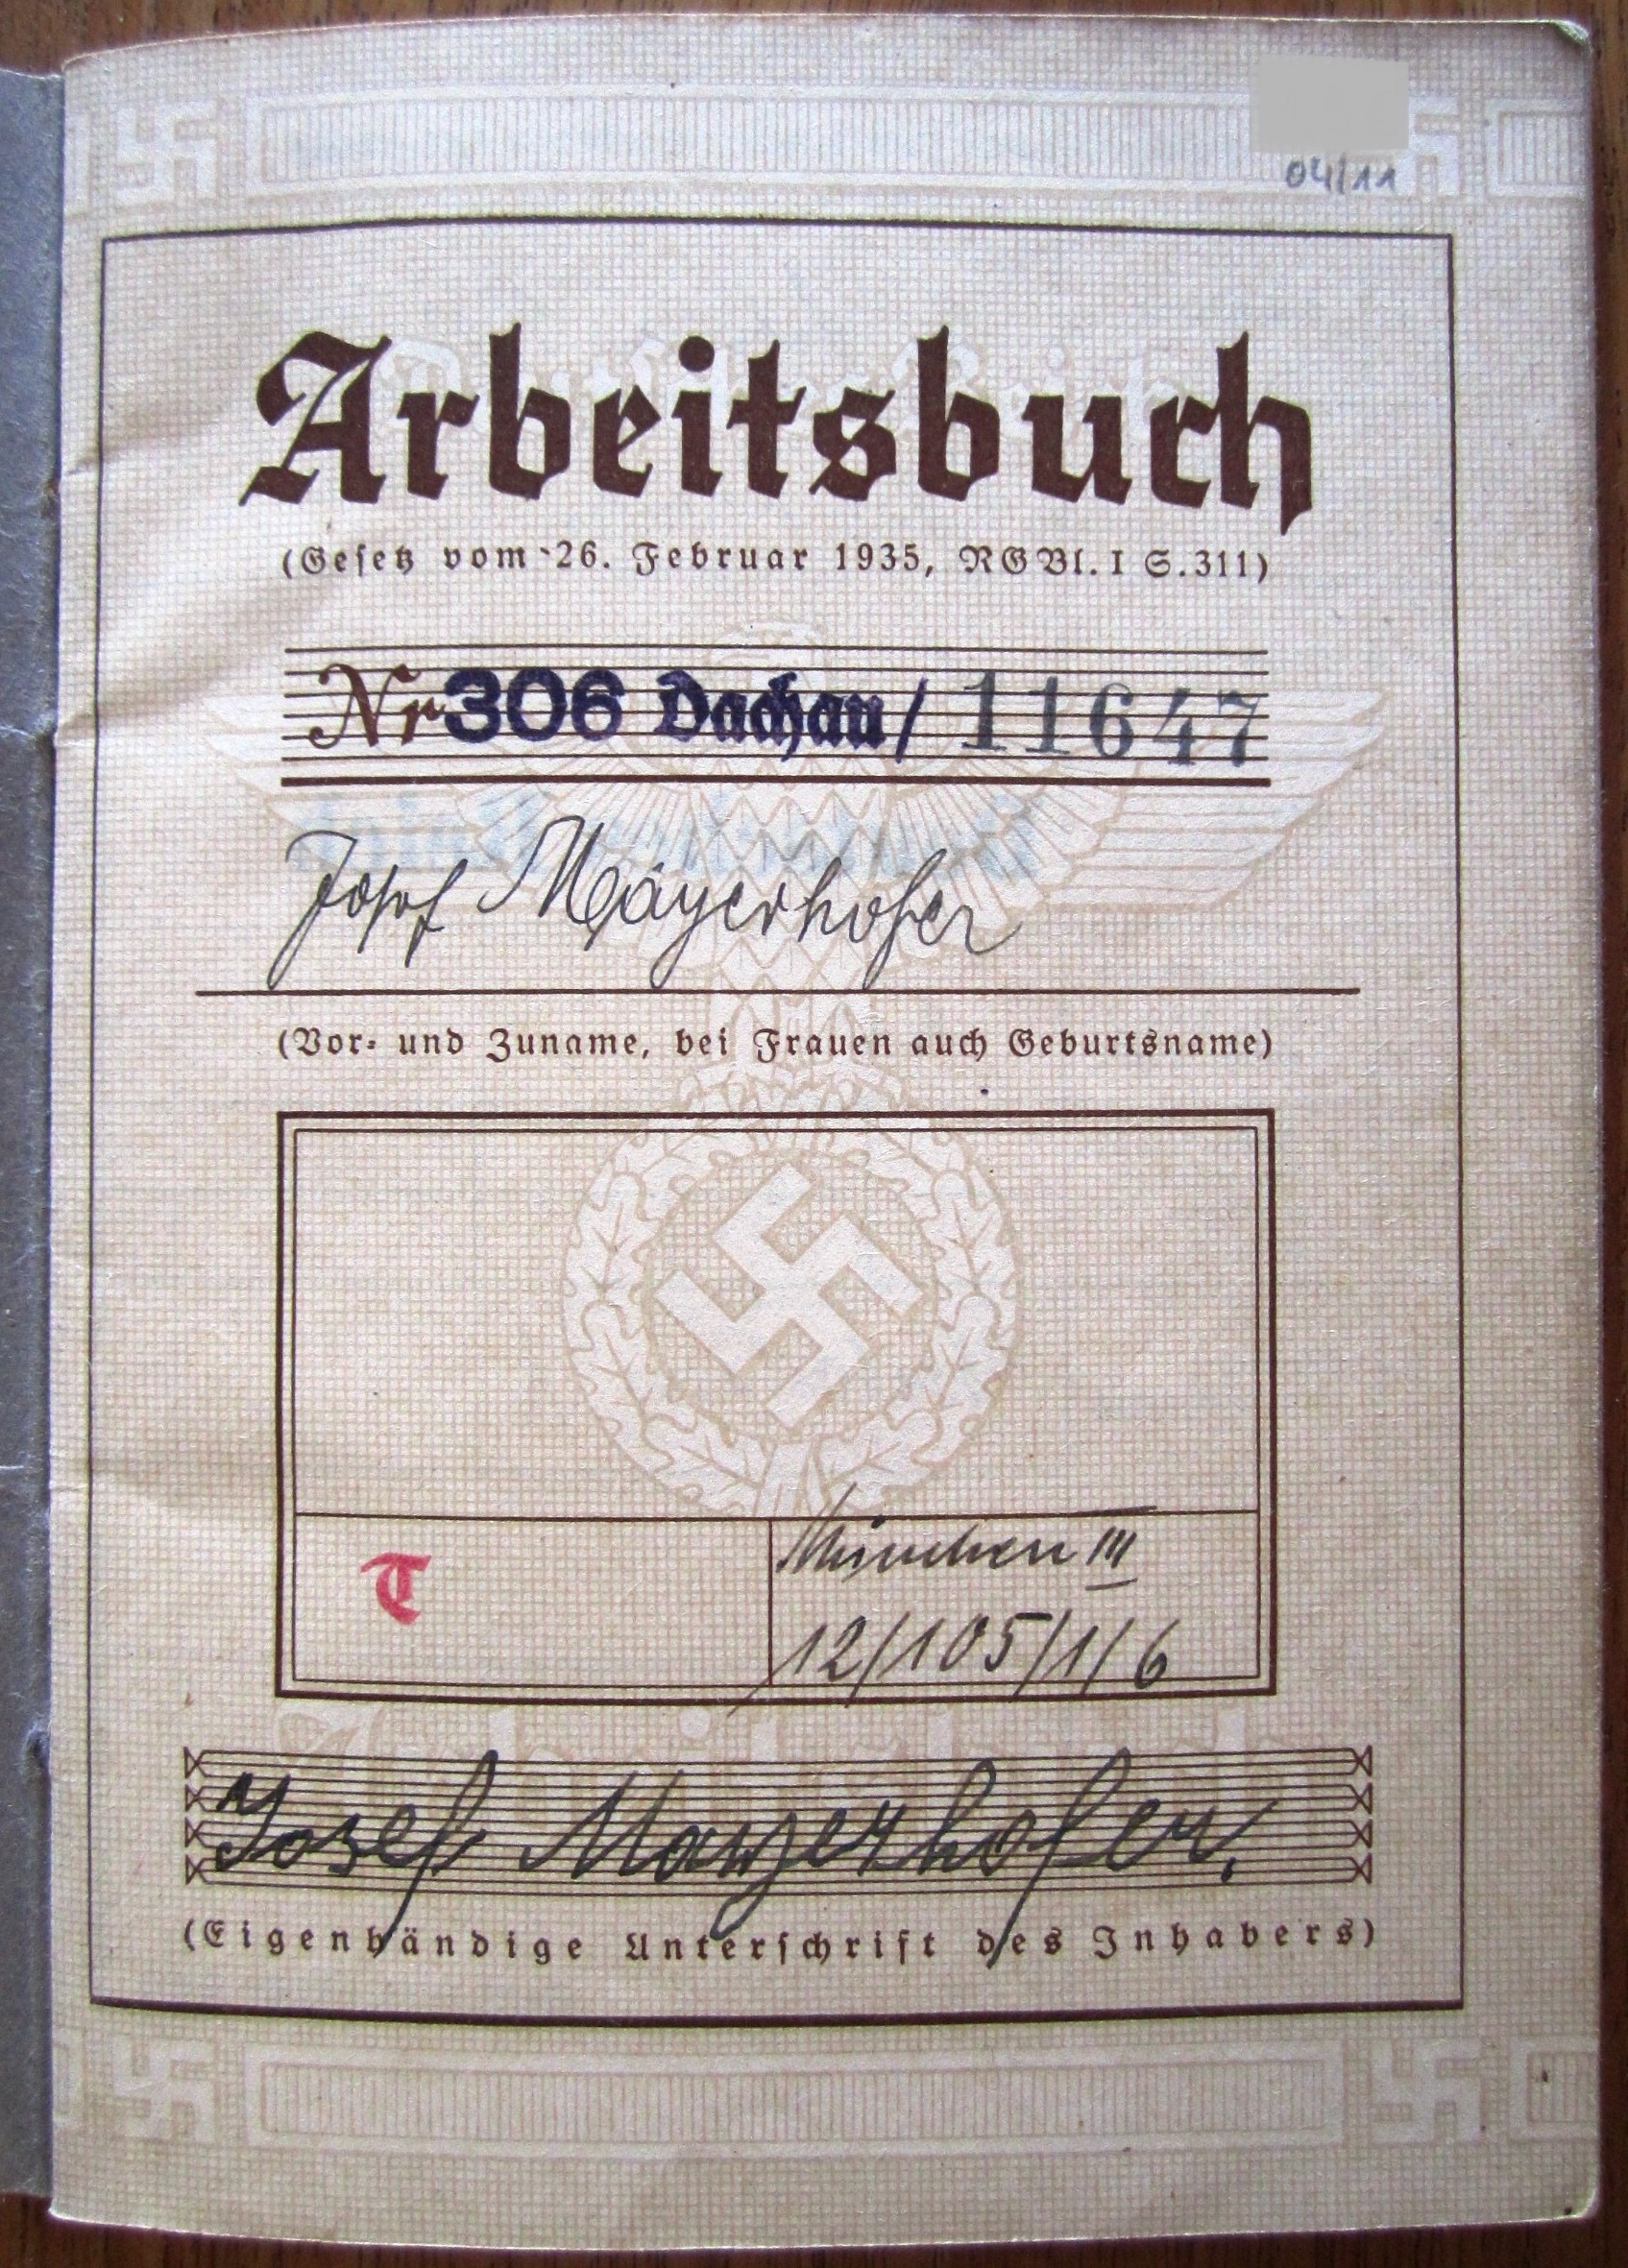 04/11
Arbeitsbuch
(Gesetz vom 26. Februar 1935, RGBl. I S. 311)
Nr 306 Dachau / 11647
Josef Mayerhofer
(Vor- und Zuname, bei Frauen auch Geburtsname)
T
München III
12/105/1/6
Josef Mayerhofer.
(Eigenhändige Unterschrift des Inhabers)